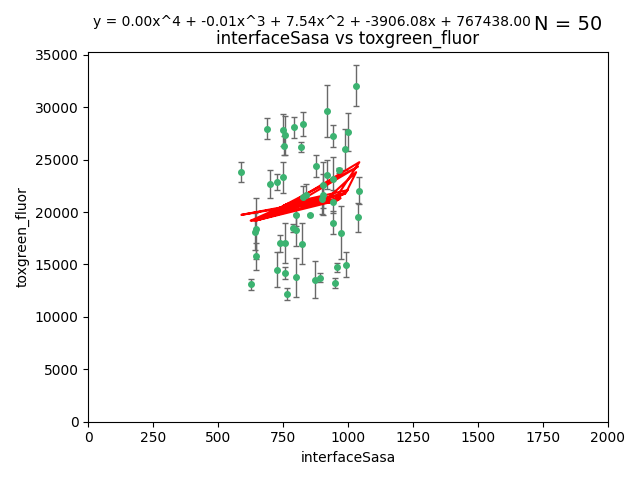 y = 0.00x^4 + -0.01x^3 + 7.54x^2 + -3906.08x + 767438.00 N = 50
interfaceSasa vs toxgreen_fluor
35000
30000
25000
20000
15000
10000
5000
0
toxgreen_fluor
0 250 500 750 1000 1250 1500 1750 2000
interfaceSasa